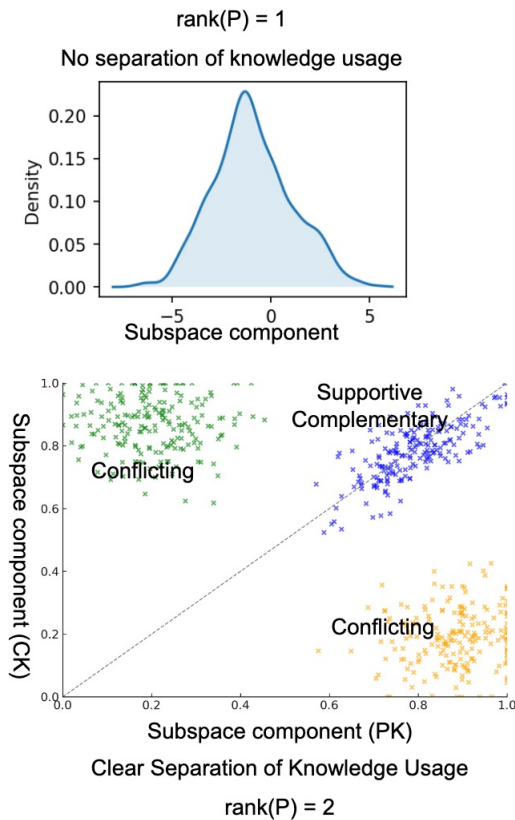 rank(P) = 1
No separation of knowledge usage
0.20
0.15
0.10
0.05
0.00
Density
−5 0 5
Subspace component
1.0
0.8
0.6
0.4
0.2
0.0
Subspace component (CK)
Supportive
Complementary
Conflicting
Conflicting
0.0 0.2 0.4 0.6 0.8 1.0
Subspace component (PK)
Clear Separation of Knowledge Usage
rank(P) = 2